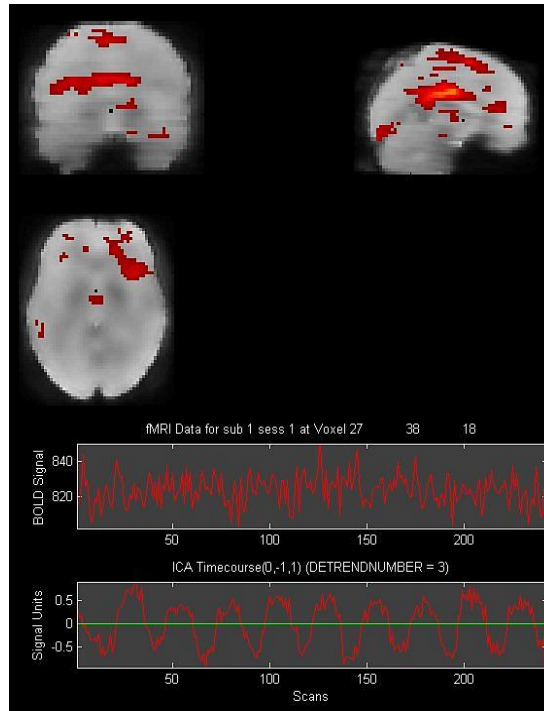 fMRI Data for sub 1 sess 1 at Voxel 27 38 18
BOLD Signal
840
820
50 100 150 200
ICA Timecourse(0,-1,1) (DETRENDNUMBER = 3)
Signal Units
0.5
0
-0.5
50 100 150 200
Scans